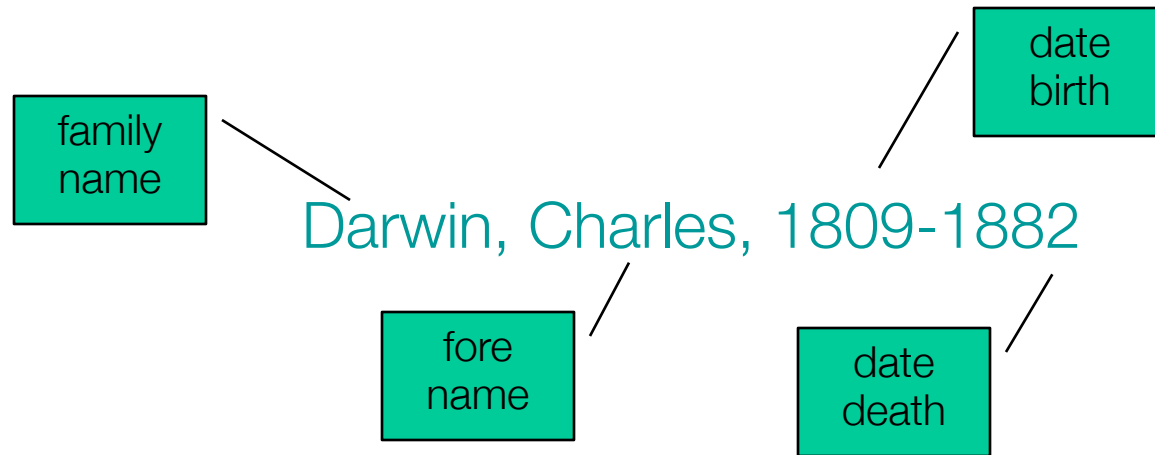 date
birth
family
name
Darwin, Charles, 1809-1882
fore
name
date
death